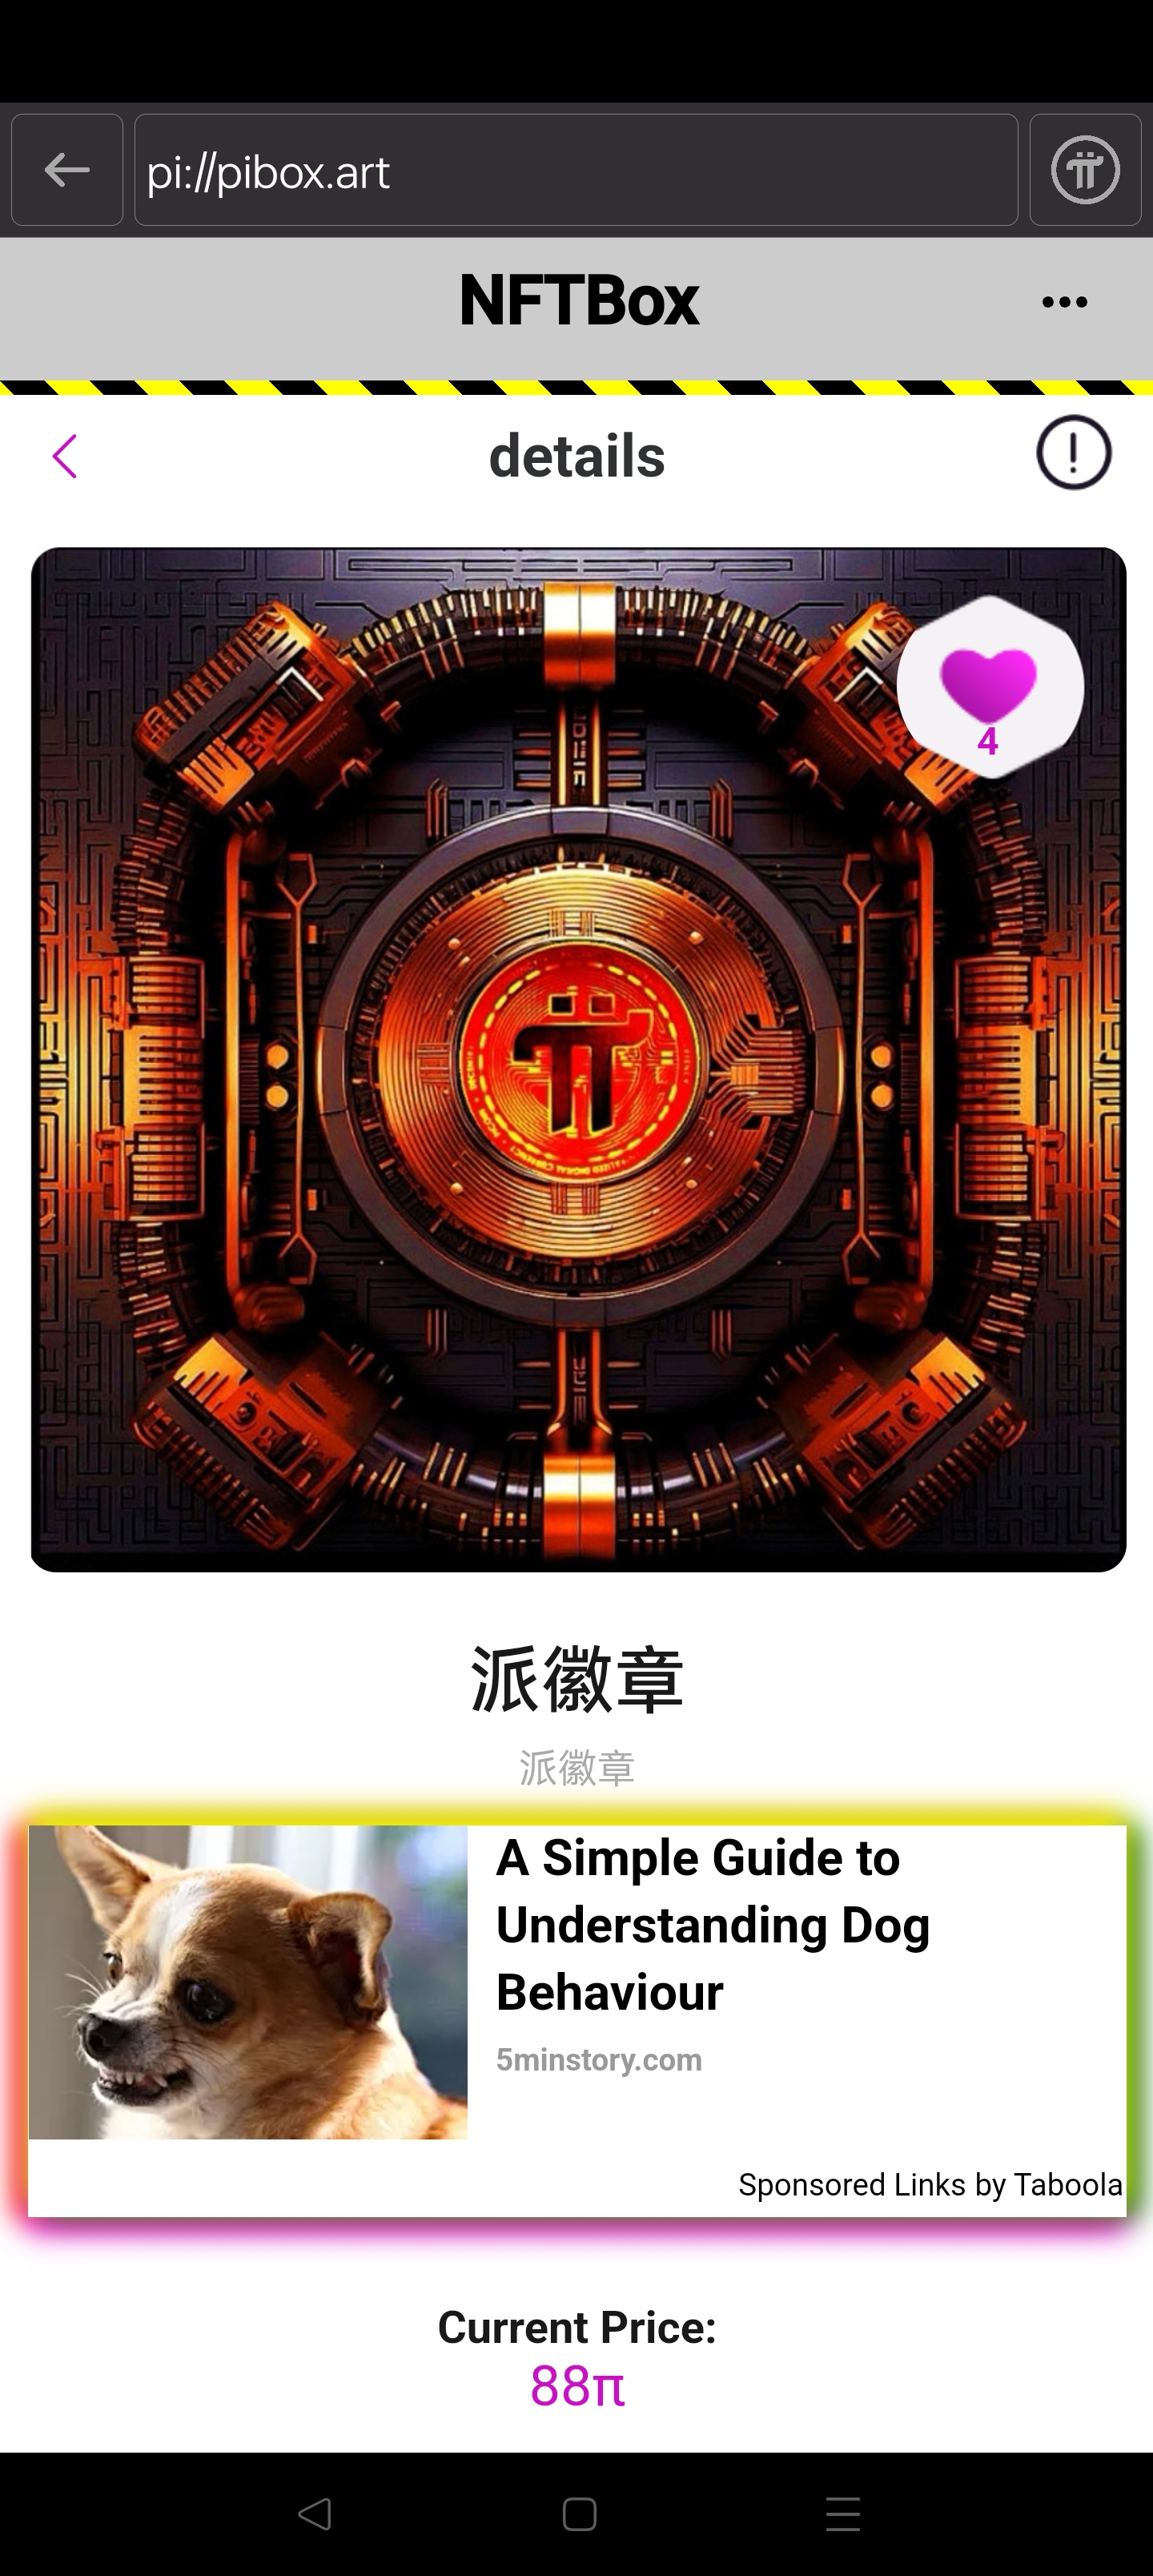 pi://pibox.art
NFTBox
details
4
派徽章
派徽章
A Simple Guide to
Understanding Dog
Behaviour
5minstory.com
Sponsored Links by Taboola
Current Price:
88π